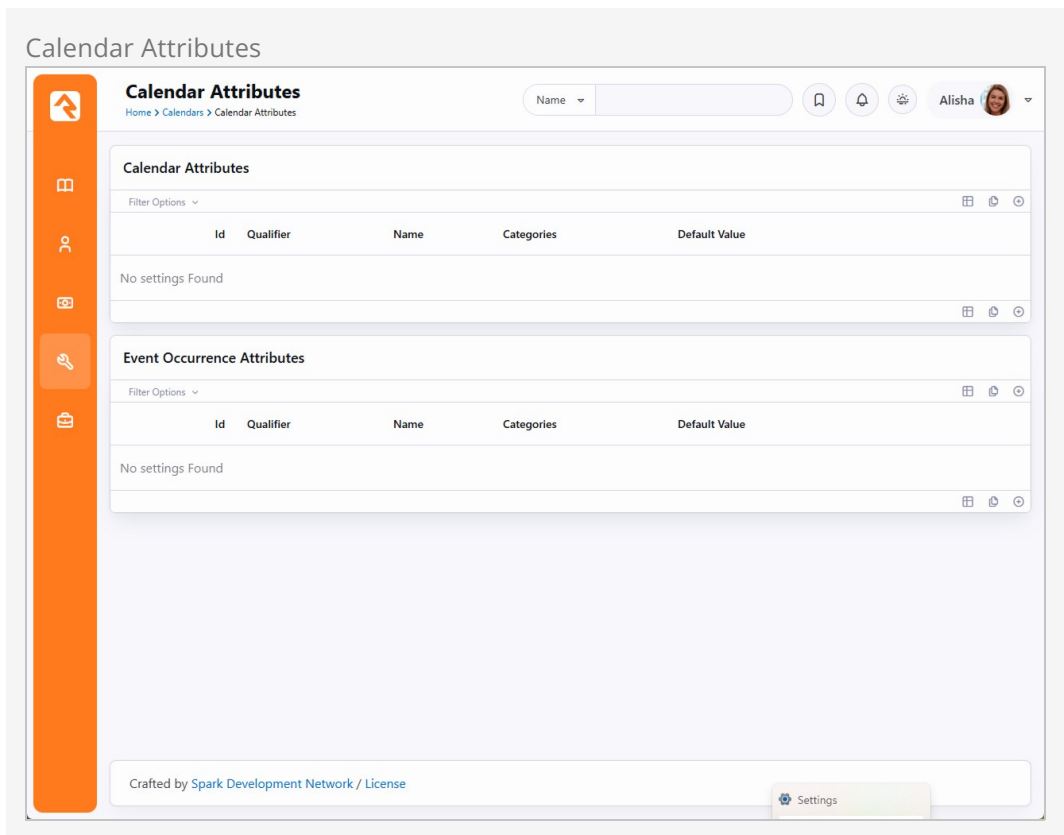 Calendar Attributes
Calendar Attributes
Name
Alisha
Home > Calendars > Calendar Attributes
Calendar Attributes
Filter Options
Id Qualifier Name Categories Default Value
No settings Found
Event Occurrence Attributes
Filter Options
Id Qualifier Name Categories Default Value
No settings Found
Crafted by Spark Development Network / License
Settings